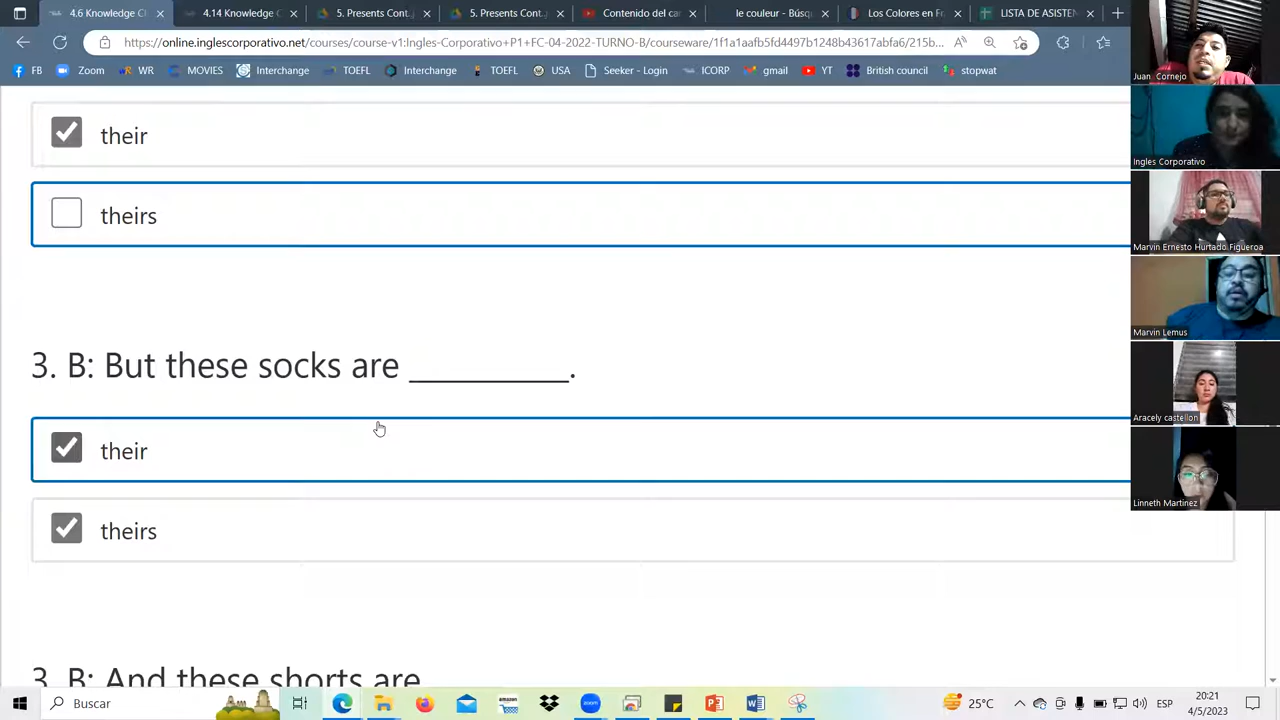 4.6 Knowledge C
4.14 Knowledge C
5. Presents Cont.
5. Presents Cont.
Contenido del ca
le couleur - Búsq
Los Colores en Fr
LISTA DE ASISTEN
https://online.inglescorporativo.net/courses/course-v1:Ingles-Corporativo+P1+FC-04-2022-TURNO-B/courseware/1f1a1aafb5fd4497b1248b43617abfa6/215b...
FB
Zoom
WR
MOVIES
Interchange
TOEFL
Interchange
TOEFL
USA
Seeker - Login
ICORP
gmail
YT
British council
stopwat
their
theirs
3. B: But these socks are __________.
their
theirs
3. B: And these shorts are
Juan Cornejo
Ingles Corporativo
Marvin Ernesto Hurtado Figueroa
Marvin Lemus
Aracely castellon
Linneth Martinez
Buscar
25°C
ESP
20:21
4/5/2023